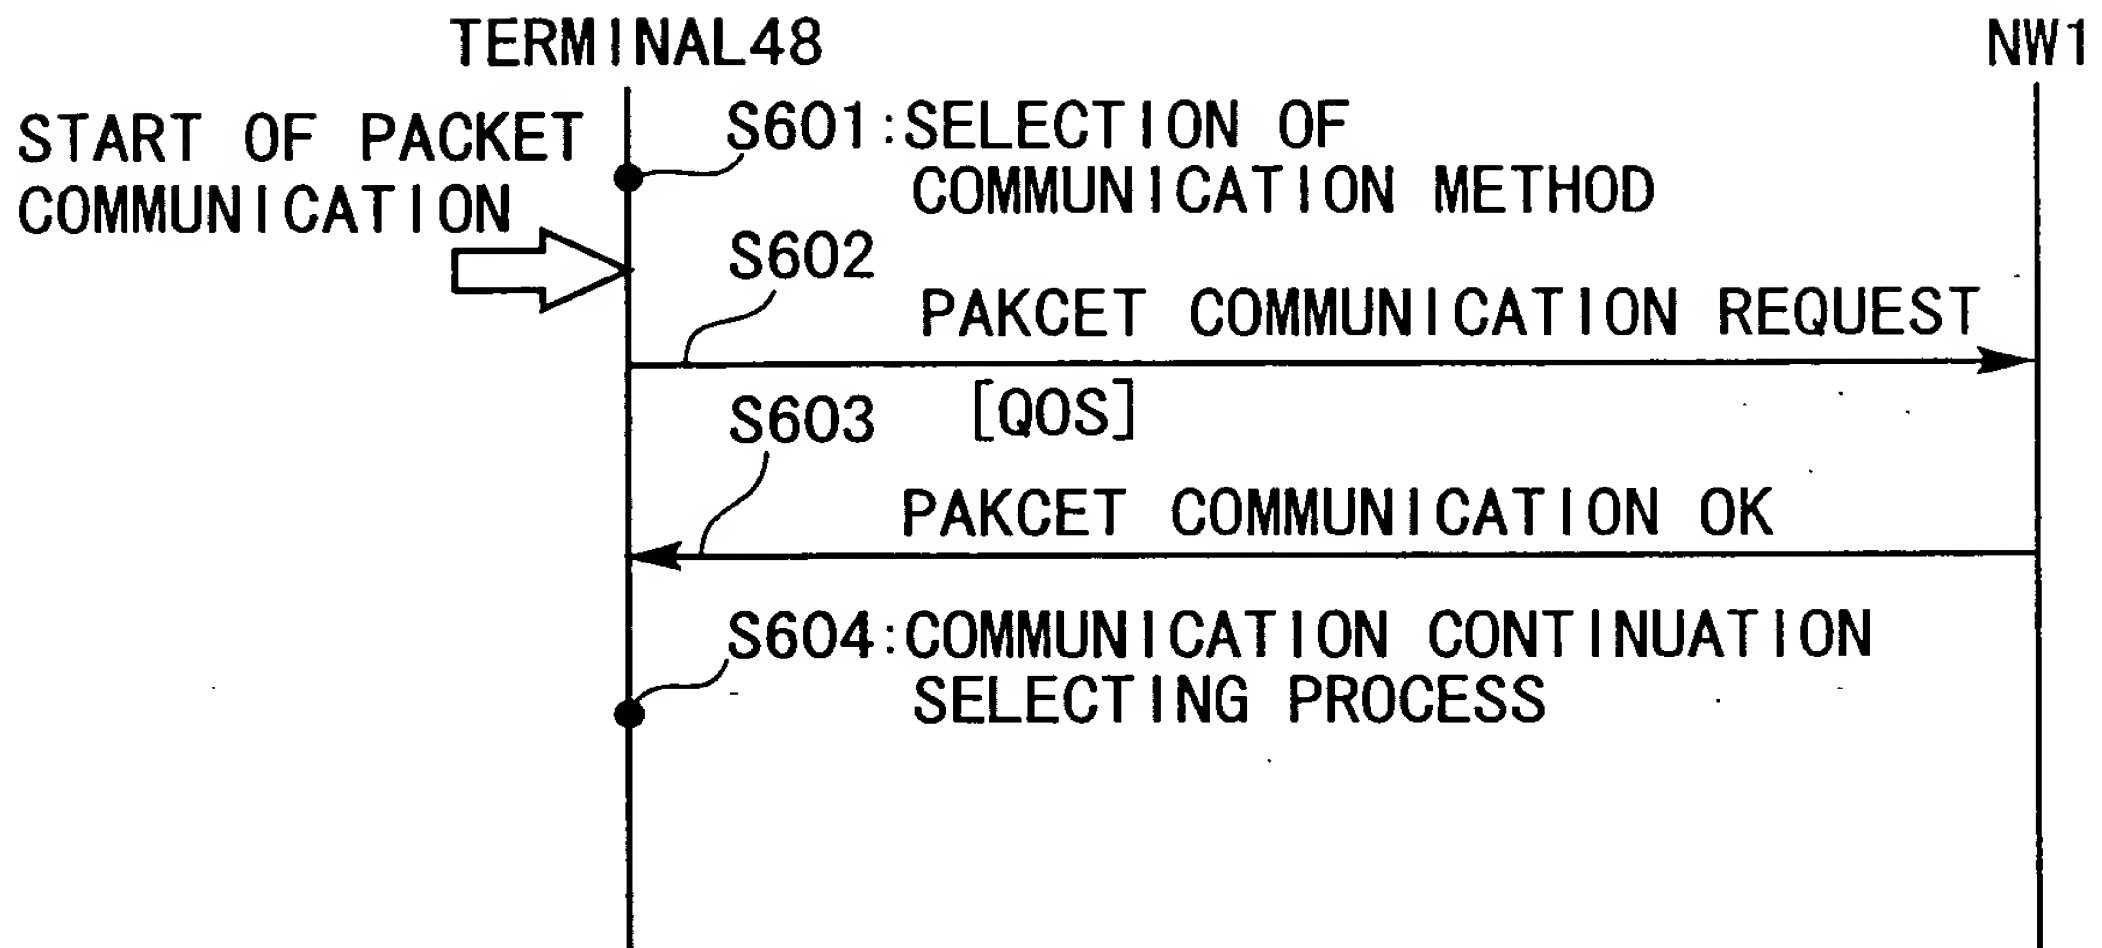 TERMINAL48
NW1
START OF PACKET
COMMUNICATION
S601:SELECTION OF
COMMUNICATION METHOD
S602
PAKCET COMMUNICATION REQUEST
[QOS]
S603
PAKCET COMMUNICATION OK
S604:COMMUNICATION CONTINUATION
SELECTING PROCESS